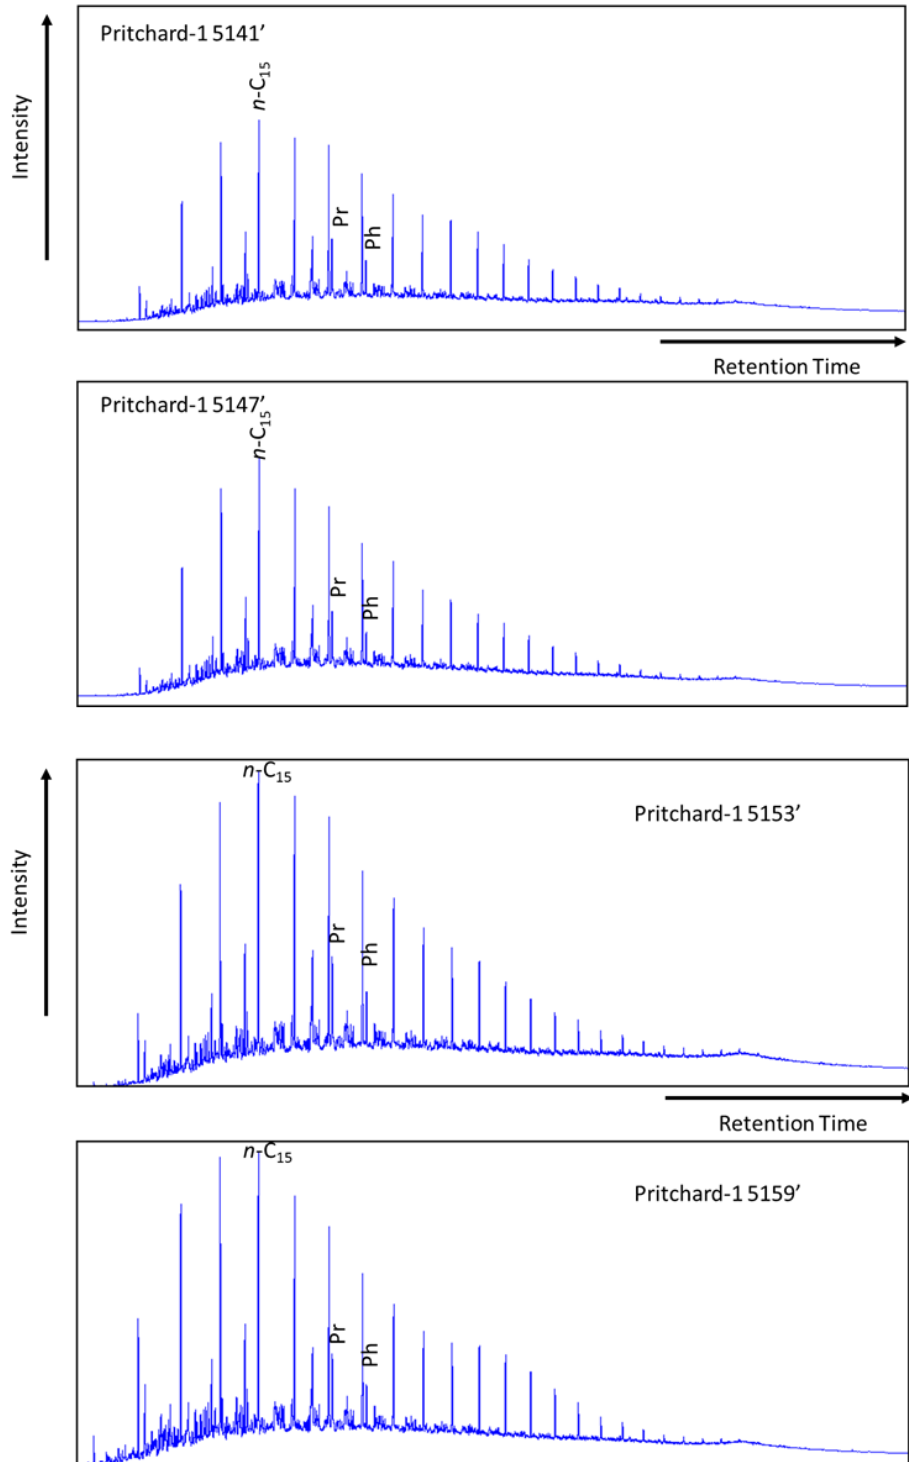 Pritchard-1 5141’
n-C₁₅
Intensity
Pr
Ph
Retention Time
Pritchard-1 5147’
n-C₁₅
Pr
Ph
n-C₁₅
Pritchard-1 5153’
Intensity
Pr
Ph
Retention Time
n-C₁₅
Pritchard-1 5159’
Pr
Ph